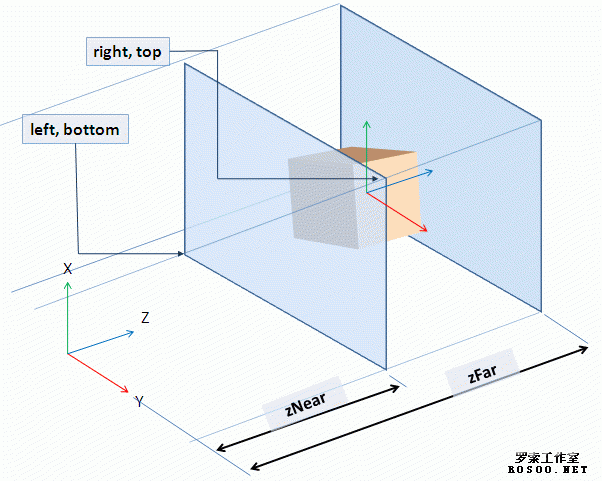 right, top
left, bottom
X
Z
Y
zNear
zFar
罗索工作室
ROSOO.NET